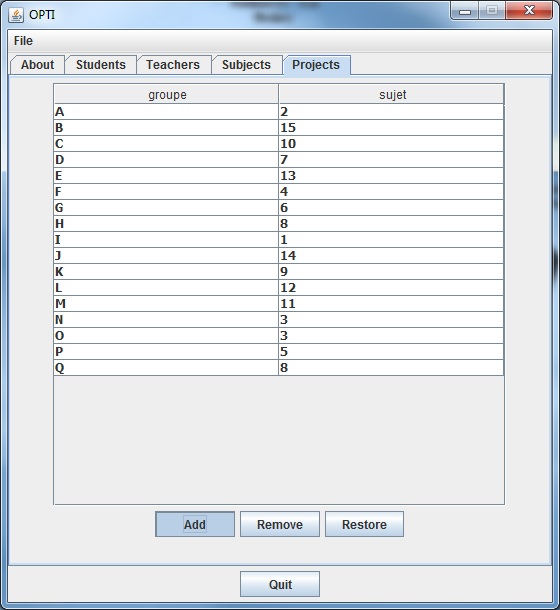 OPTI
File
About Students Teachers Subjects Projects
groupe sujet
A 2
B 15
C 10
D 7
E 13
F 4
G 6
H 8
I 1
J 14
K 9
L 12
M 11
N 3
O 3
P 5
Q 8
Add Remove Restore
Quit